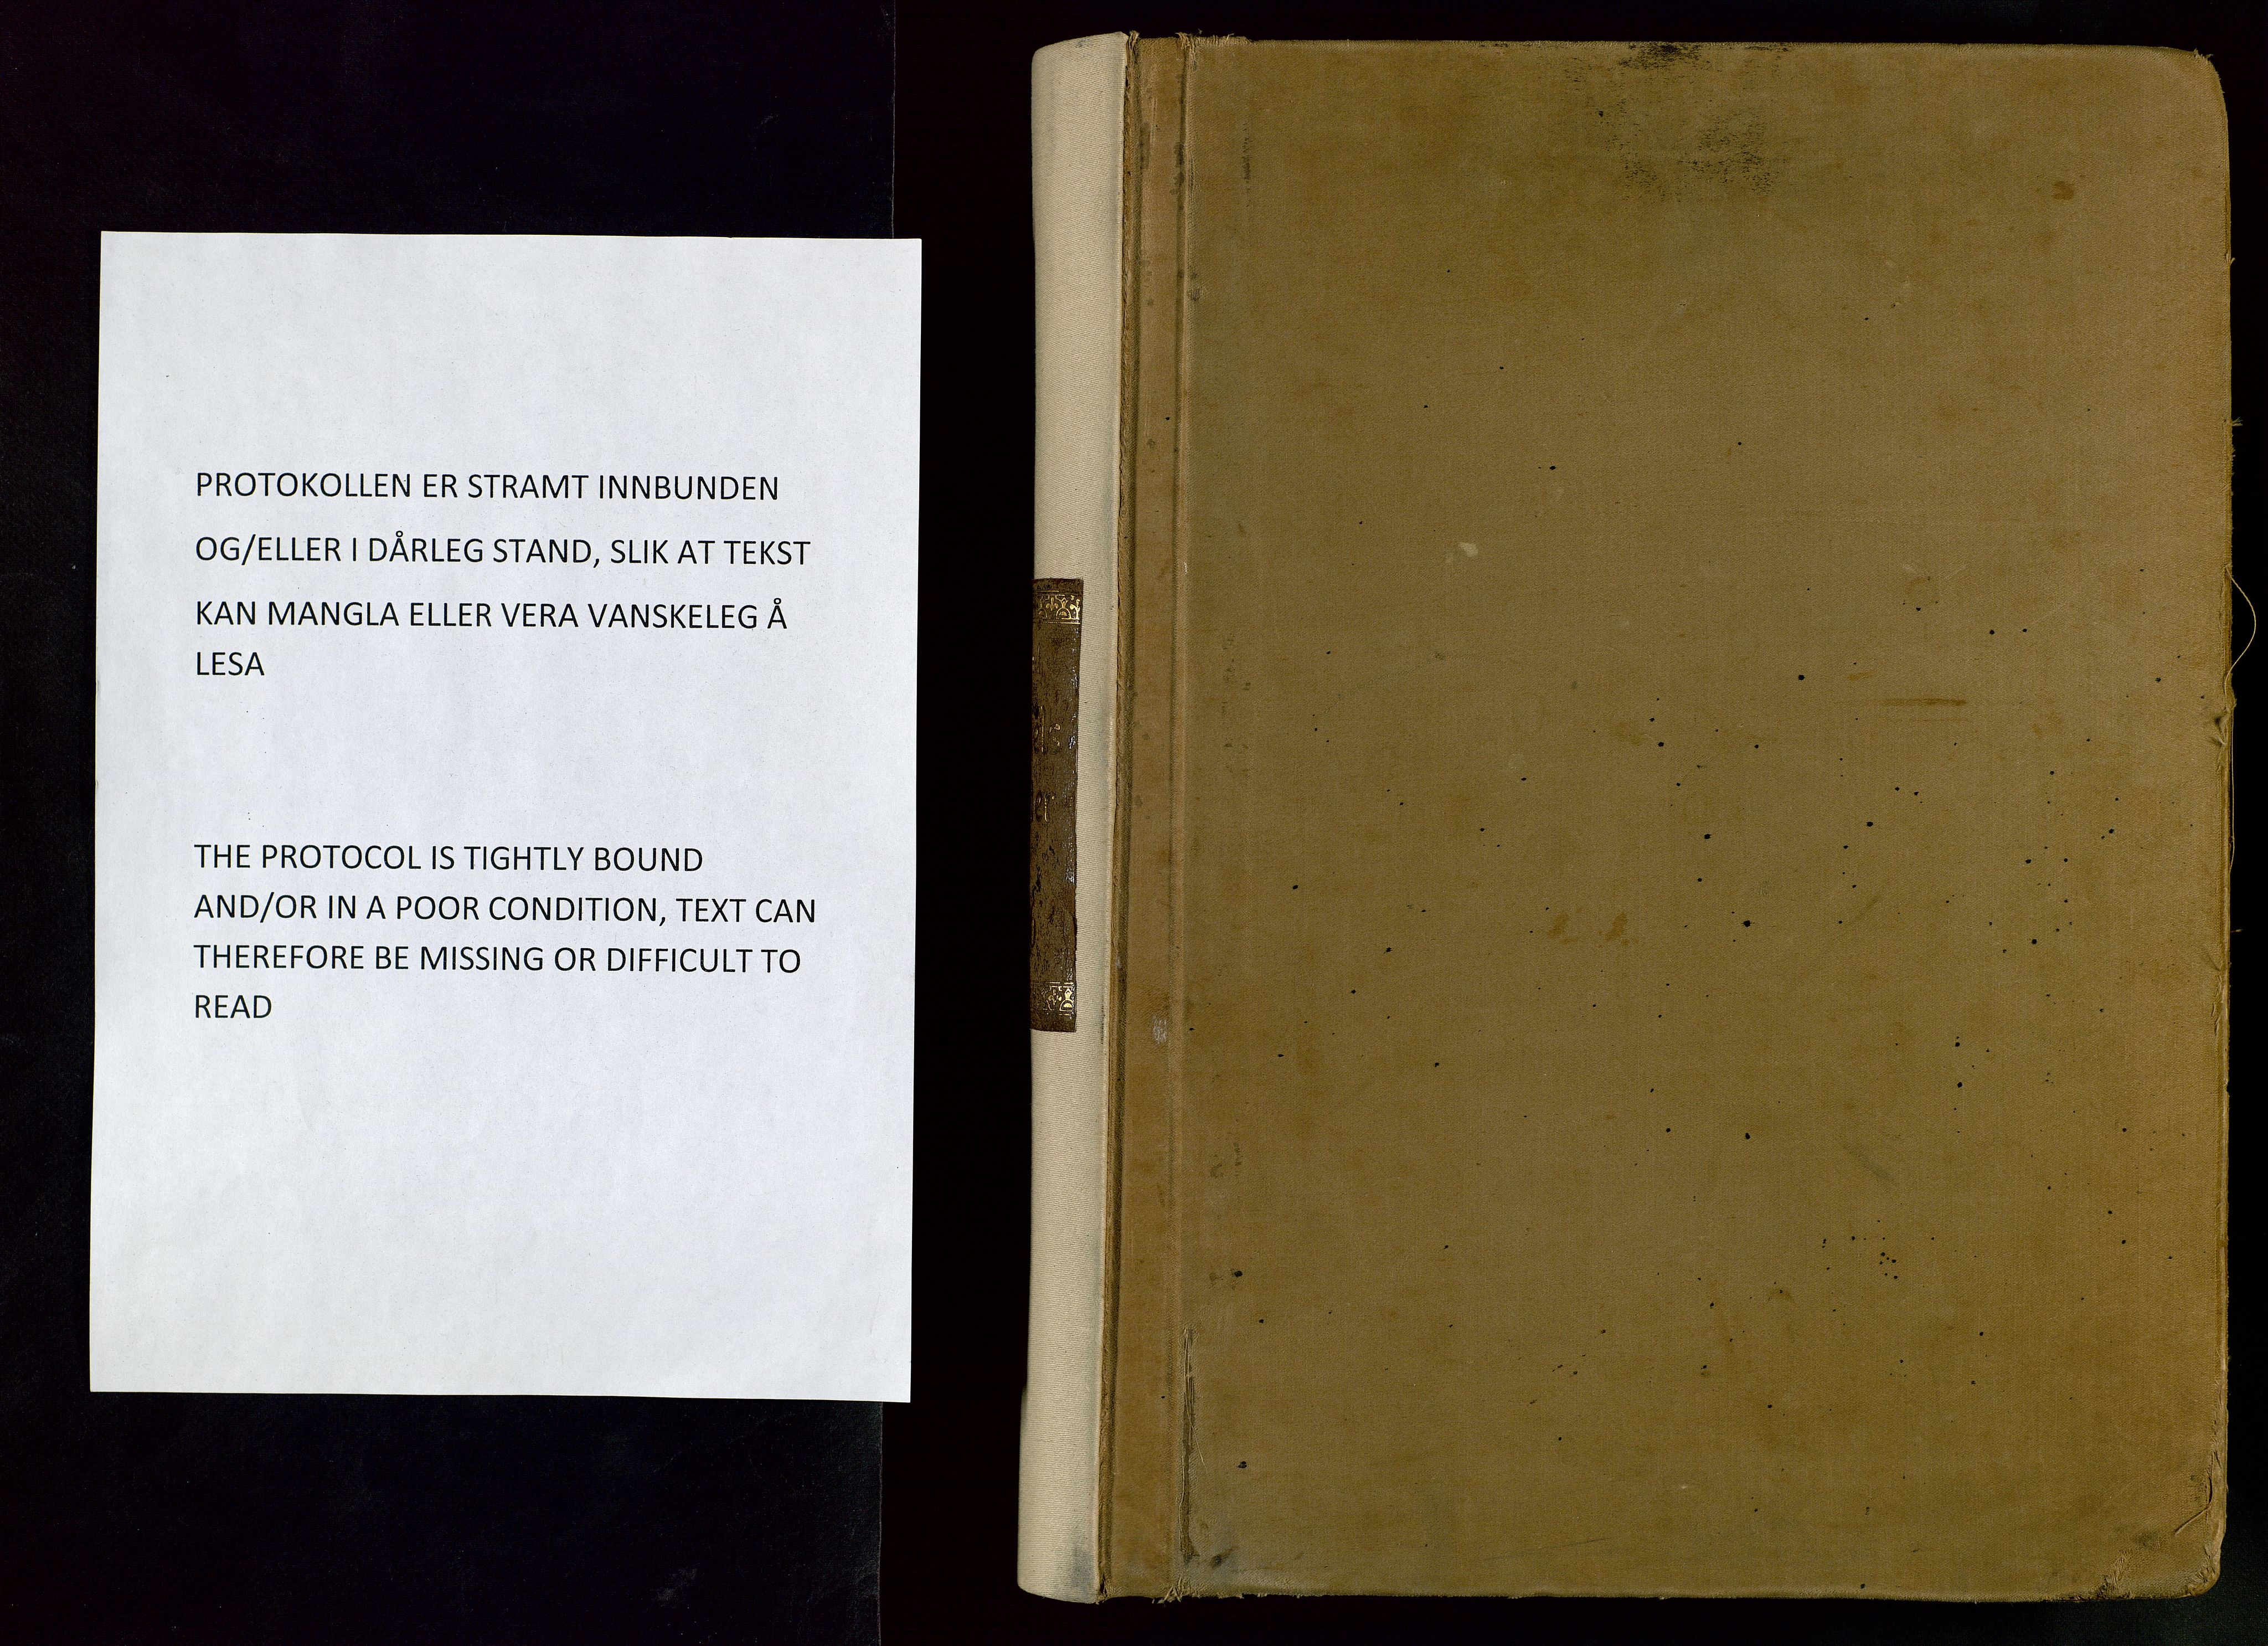 PROTOKOLLEN ER STRAMT INNBUNDEN
OG/ELLER I DÅRLEG STAND, SLIK AT TEKST
KAN MANGLA ELLER VERA VANSKELEG Å
LESA
THE PROTOCOL IS TIGHTLY BOUND
AND/OR IN A POOR CONDITION, TEXT CAN
THEREFORE BE MISSING OR DIFFICULT TO
READ